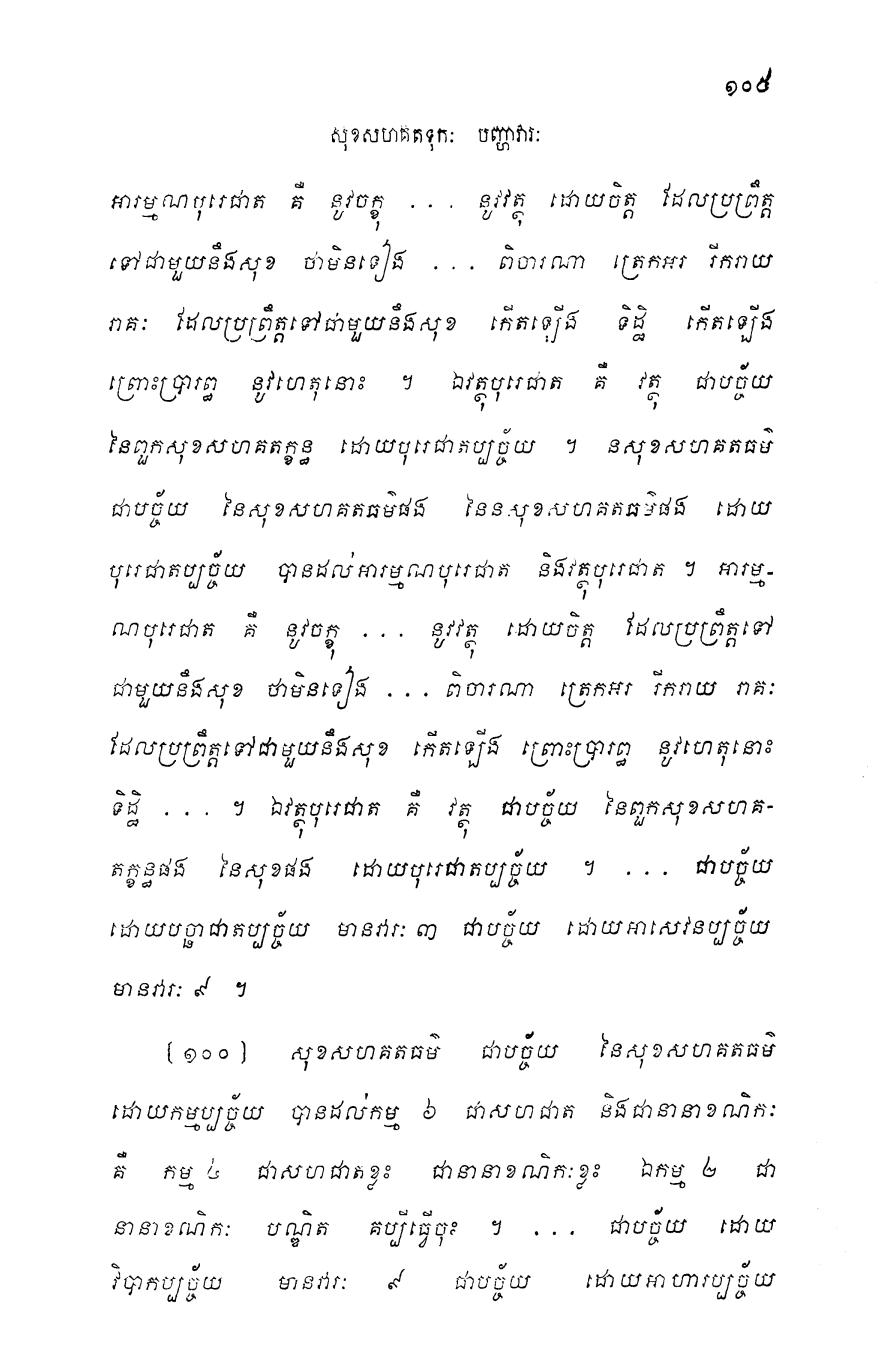 ១០៥
សុខសហគតទុកៈ បញ្ហាវារៈ
អារម្មណបុរេជាត គឺ នូវចក្ខុ ... នូវវត្ថុ ដោយចិត្ត ដែលប្រព្រឹត្ត
ទៅជាមួយនឹងសុខ ថាមិនទៀង ... ពិចារណា ត្រេកអរ រីករាយ
រាគៈ ដែលប្រព្រឹត្តទៅជាមួយនឹងសុខ កើតឡើង ទិដ្ឋិ កើតឡើង
ព្រោះប្រារព្ធ នូវហេតុនោះ ។ ឯវត្ថុបុរេជាត គឺ វត្ថុ ជាបច្ច័យ
នៃពួកសុខសហគតក្ខន្ធ ដោយបុរេជាតប្បច្ច័យ ។ នសុខសហគតធម៌
ជាបច្ច័យ នៃសុខសហគតធម៌ផង នៃនសុខសហគតធម៌ផង ដោយ
បុរេជាតប្បច្ច័យ បានដល់អារម្មណបុរេជាត និងវត្ថុបុរេជាត ។ អារម្ម-
ណបុរេជាត គឺ នូវចក្ខុ ... នូវវត្ថុ ដោយចិត្ត ដែលប្រព្រឹត្តទៅ
ជាមួយនឹងសុខ ថាមិនទៀង ... ពិចារណា ត្រេកអរ រីករាយ រាគៈ
ដែលប្រព្រឹត្តទៅជាមួយនឹងសុខ កើតឡើង ព្រោះប្រារព្ធ នូវហេតុនោះ
ទិដ្ឋិ ... ។ ឯវត្ថុបុរេជាត គឺ វត្ថុ ជាបច្ច័យ នៃពួកសុខសហគ-
តក្ខន្ធផង នៃសុខផង ដោយបុរេជាតប្បច្ច័យ ។ ... ជាបច្ច័យ
ដោយបច្ឆាជាតប្បច្ច័យ មានវារៈ ៣ ជាបច្ច័យ ដោយអាសេវនប្បច្ច័យ
មានវារៈ ៩ ។
[១០០] សុខសហគតធម៌ ជាបច្ច័យ នៃសុខសហគតធម៌
ដោយកម្មប្បច្ច័យ បានដល់កម្ម ៦ ជាសហជាត និងជានានាខណិកៈ
គឺ កម្ម ៤ ជាសហជាតខ្លះ ជានានាខណិកៈខ្លះ ឯកម្ម ២ ជា
នានាខណិកៈ បណ្ឌិត គប្បីធ្វើចុះ ។ ... ជាបច្ច័យ ដោយ
វិបាកប្បច្ច័យ មានវារៈ ៩ ជាបច្ច័យ ដោយអាហារប្បច្ច័យ